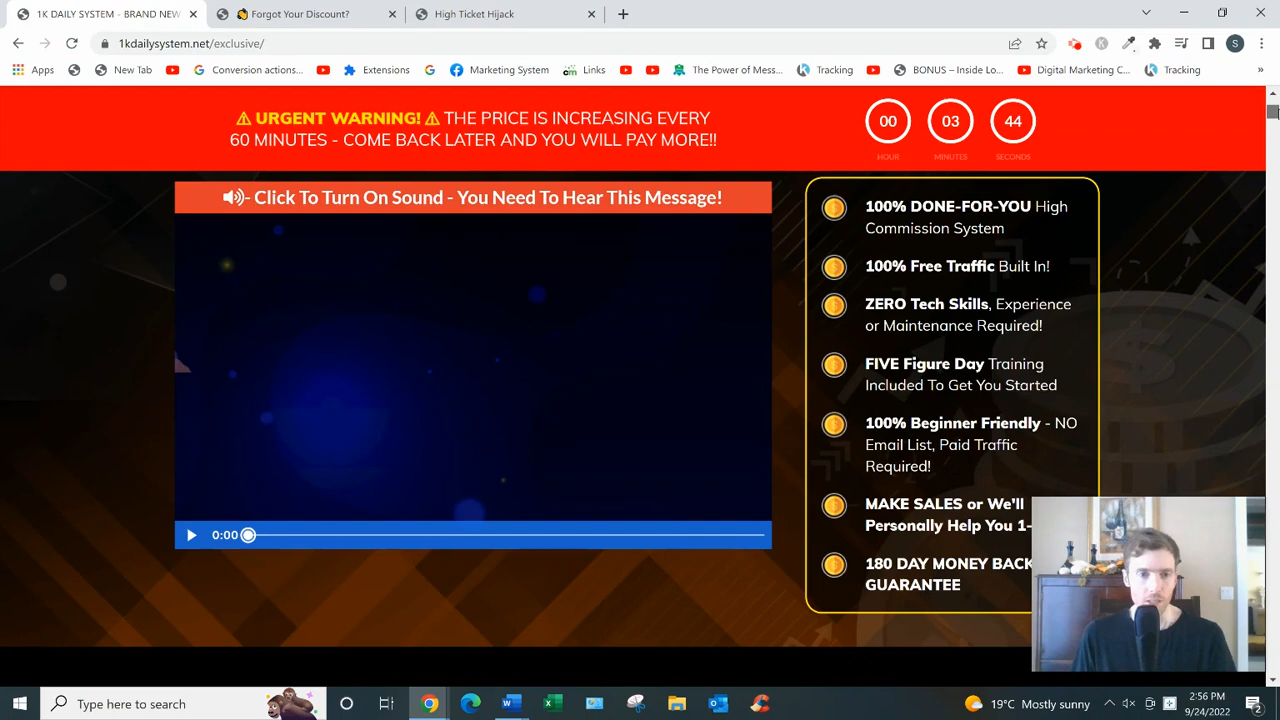 1K DAILY SYSTEM - BRAND NEW
Forgot Your Discount?
High Ticket Hijack
1kdailysystem.net/exclusive/
S
Apps
New Tab
Conversion actions...
Extensions
Marketing System
cm
Links
The Power of Mess...
Tracking
BONUS – Inside Lo...
Digital Marketing C...
Tracking
»
⚠ URGENT WARNING! ⚠ THE PRICE IS INCREASING EVERY
60 MINUTES - COME BACK LATER AND YOU WILL PAY MORE!!
00 03 44
HOUR MINUTES SECONDS
- Click To Turn On Sound - You Need To Hear This Message!
0:00
100% DONE-FOR-YOU High
Commission System
100% Free Traffic Built In!
ZERO Tech Skills, Experience
or Maintenance Required!
FIVE Figure Day Training
Included To Get You Started
100% Beginner Friendly - NO
Email List, Paid Traffic
Required!
MAKE SALES or We'll
Personally Help You 1-
180 DAY MONEY BACK
GUARANTEE
Type here to search
19°C Mostly sunny
2:56 PM
9/24/2022
2